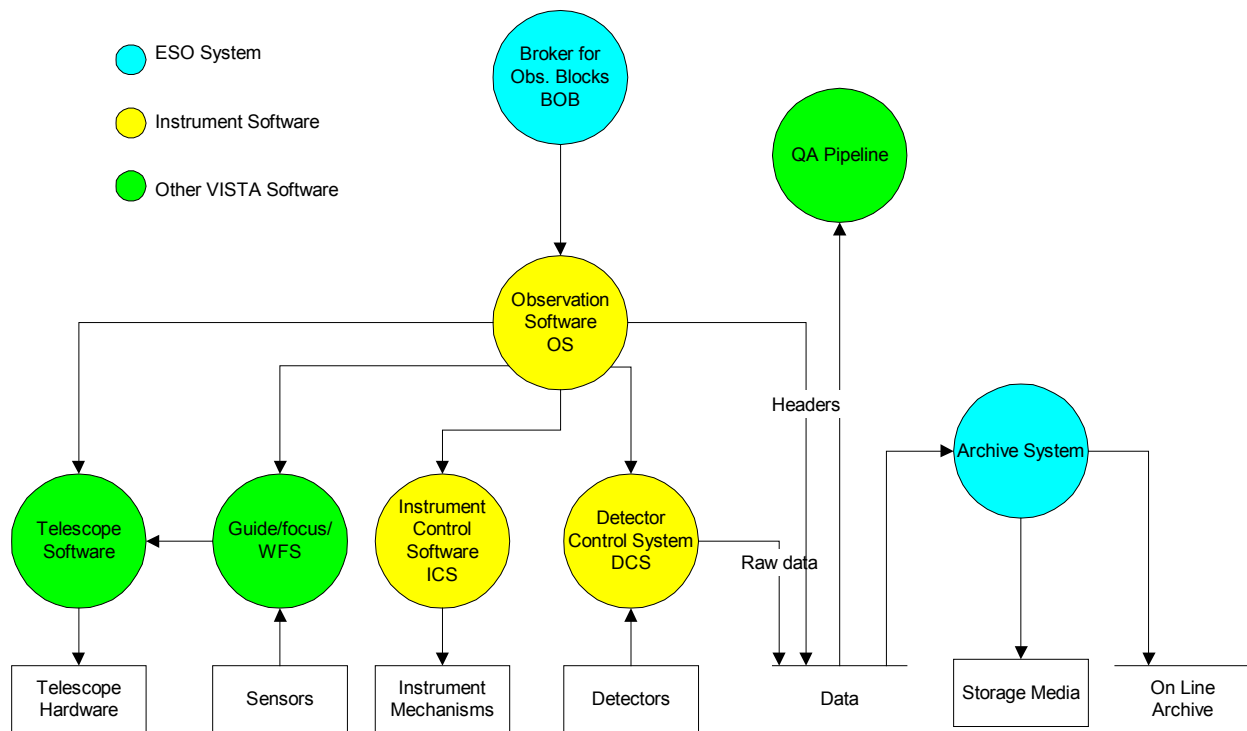 ESO System
Instrument Software
Other VISTA Software
Broker for
Obs. Blocks
BOB
QA Pipeline
Observation
Software
OS
Headers
Archive System
Telescope
Software
Guide/focus/
WFS
Instrument
Control
Software
ICS
Detector
Control System
DCS
Raw data
Telescope
Hardware
Sensors
Instrument
Mechanisms
Detectors
Data
Storage Media
On Line
Archive